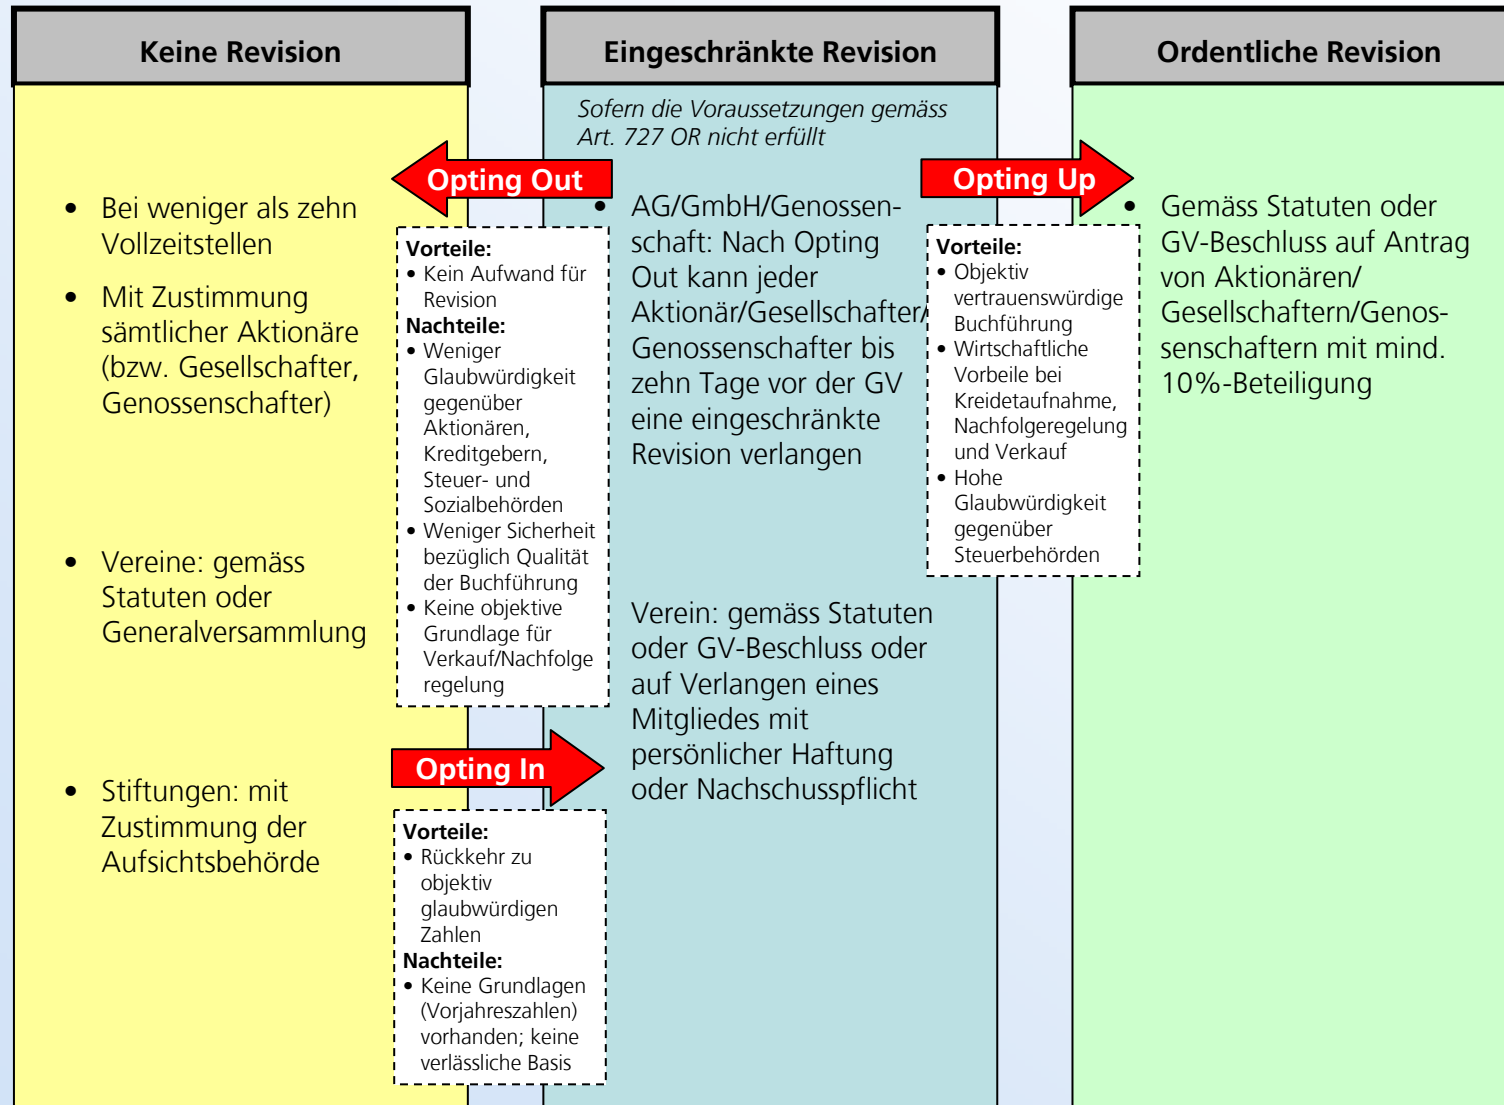 Keine Revision
Eingeschränkte Revision
Ordentliche Revision
Sofern die Voraussetzungen gemäss
Art. 727 OR nicht erfüllt
Opting Out
Opting Up
• Bei weniger als zehn
Vollzeitstellen
• Mit Zustimmung
sämtlicher Aktionäre
(bzw. Gesellschafter,
Genossenschafter)
• Vereine: gemäss
Statuten oder
Generalversammlung
• Stiftungen: mit
Zustimmung der
Aufsichtsbehörde
Vorteile:
• Kein Aufwand für
Revision
Nachteile:
• Weniger
Glaubwürdigkeit
gegenüber
Aktionären,
Kreditgebern,
Steuer- und
Sozialbehörden
• Weniger Sicherheit
bezüglich Qualität
der Buchführung
• Keine objektive
Grundlage für
Verkauf/Nachfolge
regelung
Opting In
Vorteile:
• Rückkehr zu
objektiv
glaubwürdigen
Zahlen
Nachteile:
• Keine Grundlagen
(Vorjahreszahlen)
vorhanden; keine
verlässliche Basis
• AG/GmbH/Genossen-
schaft: Nach Opting
Out kann jeder
Aktionär/Gesellschafter/
Genossenschafter bis
zehn Tage vor der GV
eine eingeschränkte
Revision verlangen
Verein: gemäss Statuten
oder GV-Beschluss oder
auf Verlangen eines
Mitgliedes mit
persönlicher Haftung
oder Nachschusspflicht
Vorteile:
• Objektiv
vertrauenswürdige
Buchführung
• Wirtschaftliche
Vorbeile bei
Kreidetaufnahme,
Nachfolgeregelung
und Verkauf
• Hohe
Glaubwürdigkeit
gegenüber
Steuerbehörden
• Gemäss Statuten oder
GV-Beschluss auf Antrag
von Aktionären/
Gesellschaftern/Genos-
senschaftern mit mind.
10%-Beteiligung